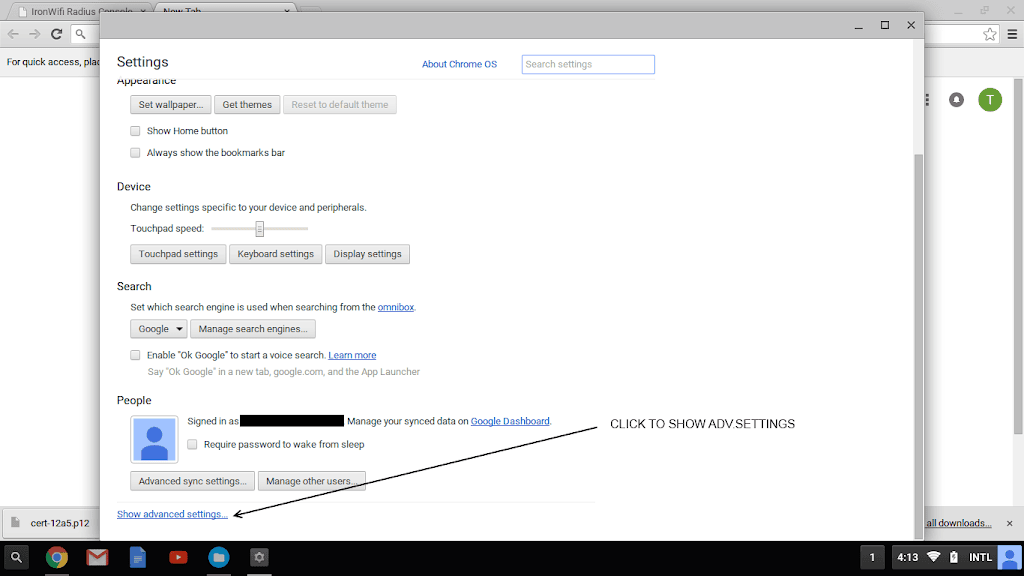 IronWifi Radius Console
New Tab
For quick access, plac
Settings
About Chrome OS
Search settings
Appearance
Set wallpaper...
Get themes
Reset to default theme
Show Home button
Always show the bookmarks bar
T
Device
Change settings specific to your device and peripherals.
Touchpad speed:
Touchpad settings
Keyboard settings
Display settings
Search
Set which search engine is used when searching from the omnibox.
Google
Manage search engines...
Enable "Ok Google" to start a voice search. Learn more
Say "Ok Google" in a new tab, google.com, and the App Launcher
People
Signed in as
Manage your synced data on Google Dashboard.
CLICK TO SHOW ADV.SETTINGS
Require password to wake from sleep
Advanced sync settings...
Manage other users...
Show advanced settings...
cert-12a5.p12
all downloads...
1
4:13
INTL